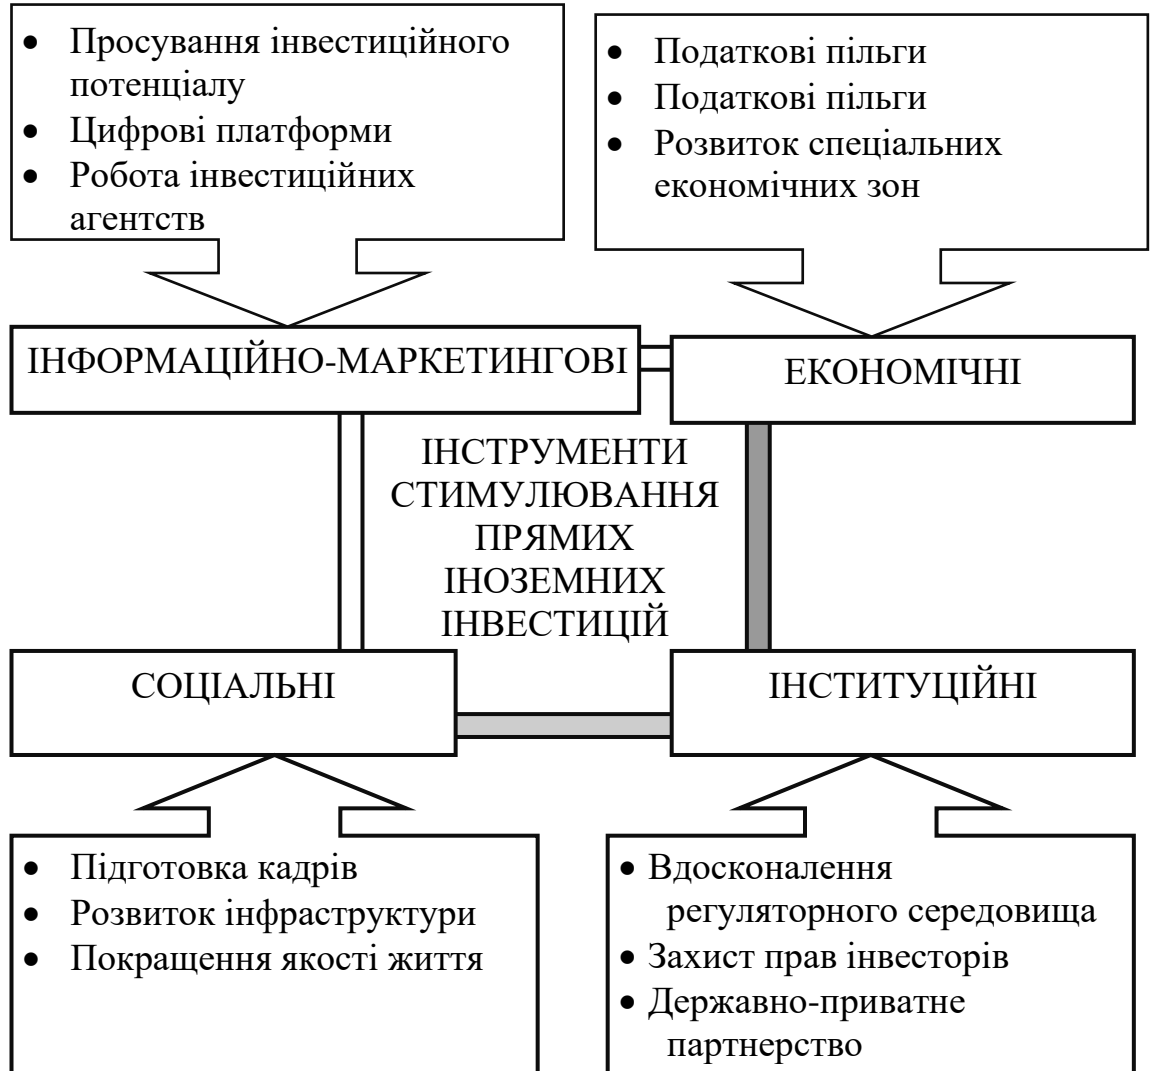 • Просування інвестиційного
потенціалу
• Цифрові платформи
• Робота інвестиційних
агентств
• Податкові пільги
• Податкові пільги
• Розвиток спеціальних
економічних зон
ІНФОРМАЦІЙНО-МАРКЕТИНГОВІ
ЕКОНОМІЧНІ
ІНСТРУМЕНТИ
СТИМУЛЮВАННЯ
ПРЯМИХ
ІНОЗЕМНИХ
ІНВЕСТИЦІЙ
СОЦІАЛЬНІ
ІНСТИТУЦІЙНІ
• Підготовка кадрів
• Розвиток інфраструктури
• Покращення якості життя
• Вдосконалення
регуляторного середовища
• Захист прав інвесторів
• Державно-приватне
партнерство